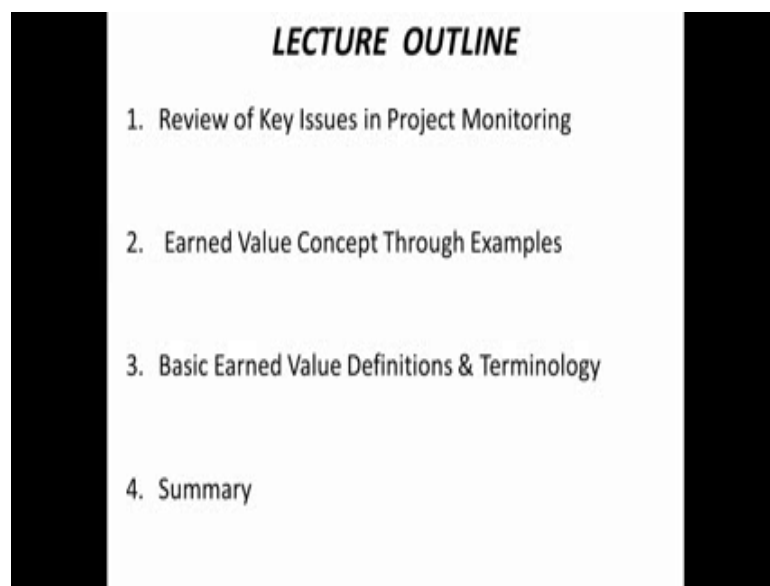 LECTURE OUTLINE
1. Review of Key Issues in Project Monitoring
2. Earned Value Concept Through Examples
3. Basic Earned Value Definitions & Terminology
4. Summary